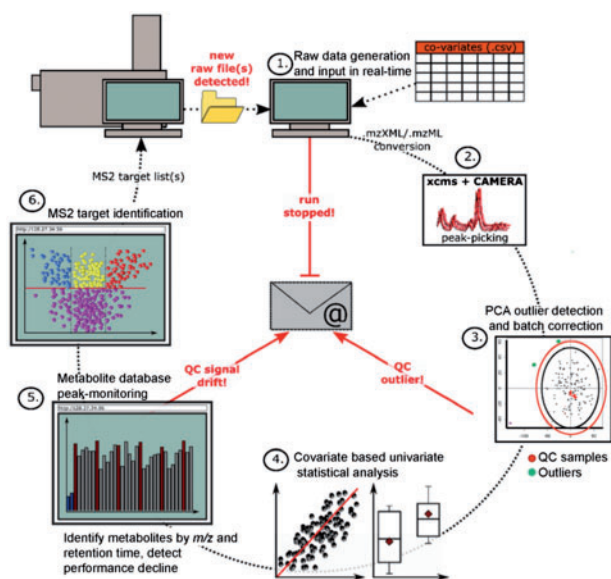 new
raw file(s)
detected!
1.
Raw data generation
and input in real-time
co-variates (.csv)
mzXML/.mzML
conversion
2.
xcms + CAMERA
peak-picking
MS2 target list(s)
run
stopped!
6.
MS2 target identification
@
PCA outlier detection
and batch correction
3.
QC signal
drift!
QC
outlier!
5.
Metabolite database
peak-monitoring
QC samples
Outliers
4.
Covariate based univariate
statistical analysis
Identify metabolites by m/z and
retention time, detect
performance decline